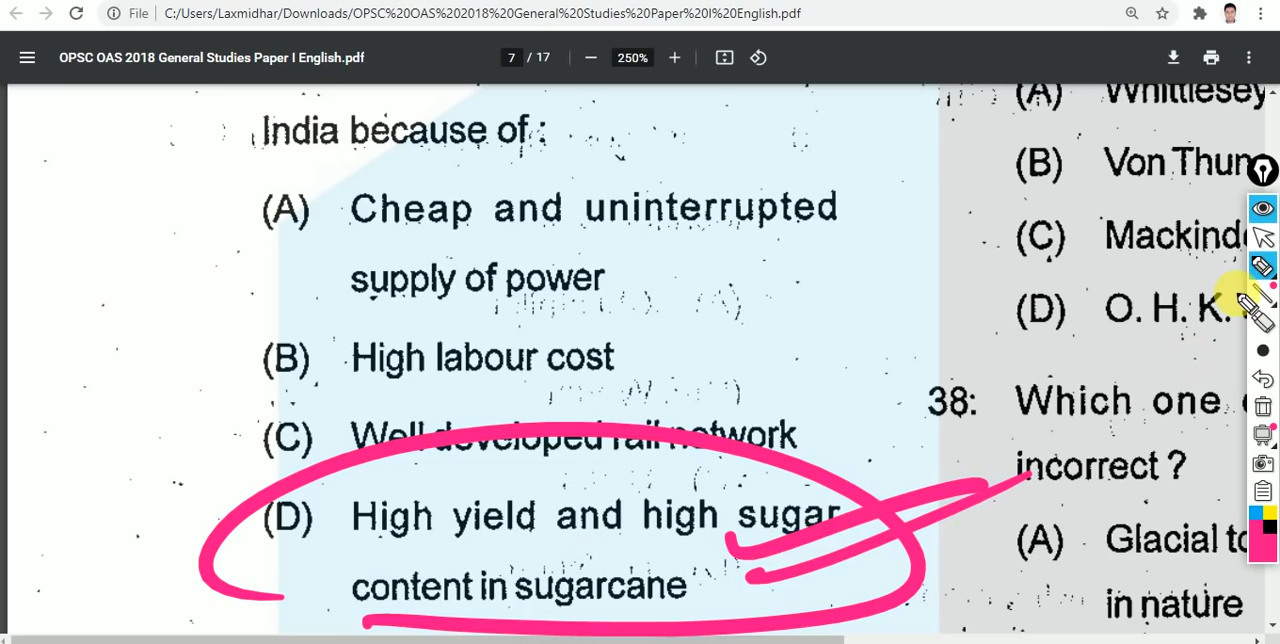 File
C:/Users/Laxmidhar/Downloads/OPSC%20OAS%202018%20General%20Studies%20Paper%20I%20English.pdf
OPSC OAS 2018 General Studies Paper I English.pdf
7 / 17
250%
India because of :
(A) Cheap and uninterrupted
supply of power
(B) High labour cost
(C) Well developed rail network
(D) High yield and high sugar
content in sugarcane
(A) Whittlesey
(B) Von Thun
(C) Mackind
(D) O. H. K.
38: Which one
incorrect ?
(A) Glacial
in nature